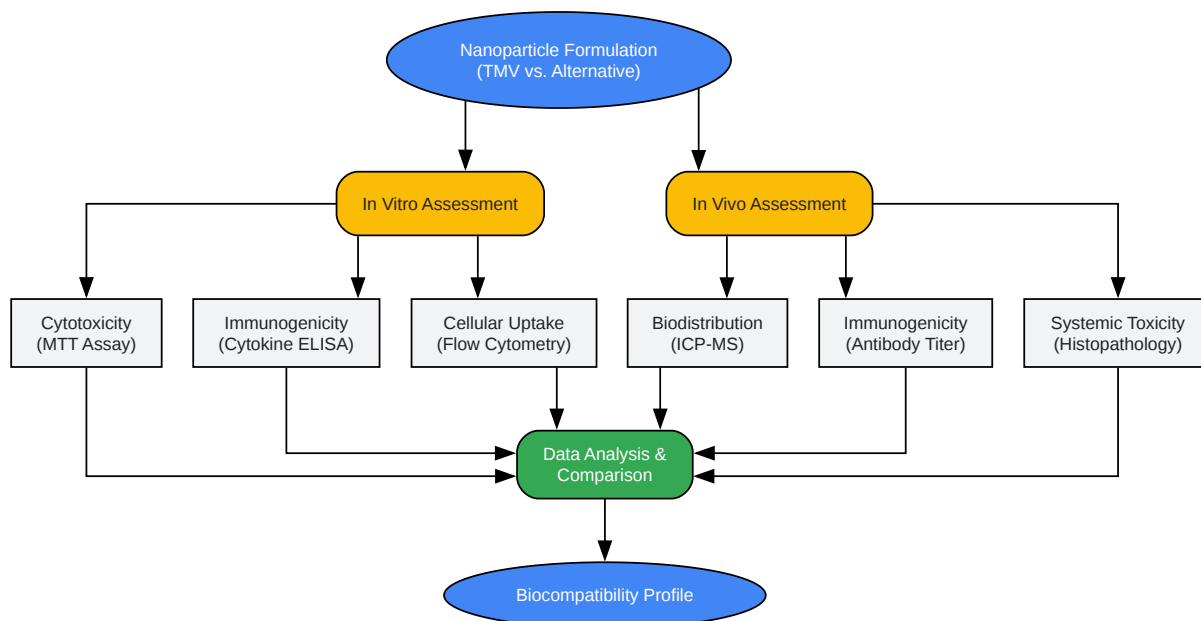 Nanoparticle Formulation
(TMV vs. Alternative)
In Vitro Assessment
In Vivo Assessment
Cytotoxicity
(MTT Assay)
Immunogenicity
(Cytokine ELISA)
Cellular Uptake
(Flow Cytometry)
Biodistribution
(ICP-MS)
Immunogenicity
(Antibody Titer)
Systemic Toxicity
(Histopathology)
Data Analysis &
Comparison
Biocompatibility Profile